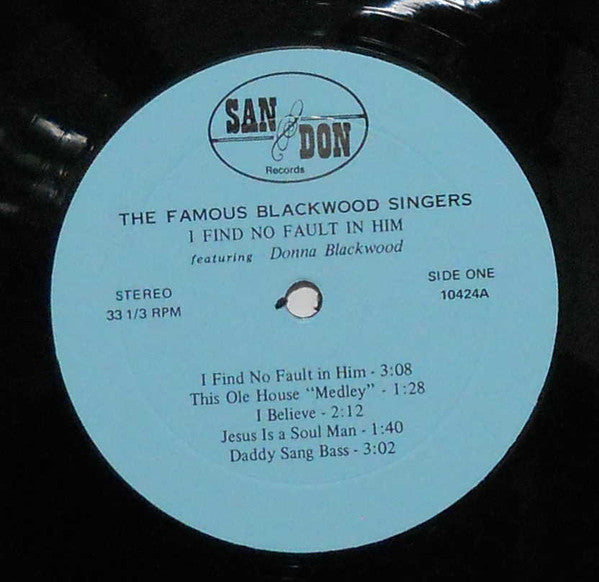 SAN & DON
Records
THE FAMOUS BLACKWOOD SINGERS
I FIND NO FAULT IN HIM
featuring Donna Blackwood
STEREO
33 1/3 RPM
SIDE ONE
10424A
I Find No Fault in Him - 3:08
This Ole House "Medley" - 1:28
I Believe - 2:12
Jesus Is a Soul Man - 1:40
Daddy Sang Bass - 3:02